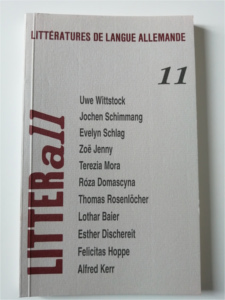 LITTÉRATURES DE LANGUE ALLEMANDE
11
Uwe Wittstock
Jochen Schimmang
Evelyn Schlag
Zoë Jenny
Terezia Mora
Róza Domascyna
Thomas Rosenlöcher
Lothar Baier
Esther Dischereit
Felicitas Hoppe
Alfred Kerr
LITTERall